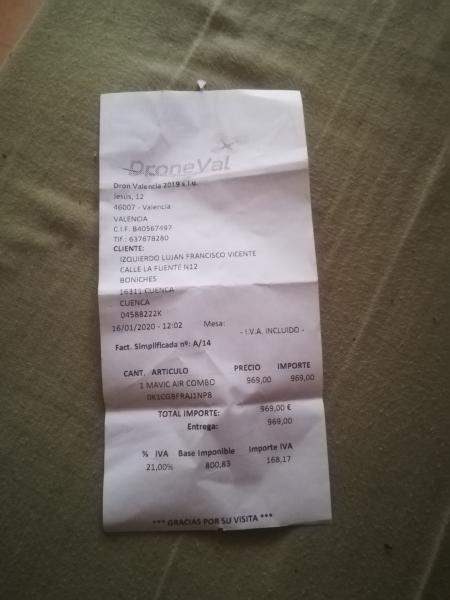 DroneVal
Dron Valencia 2019 s.l.u.
Jesús, 12
46007 - Valencia
VALENCIA
C.I.F. B40567497
Tlf.: 637678280
CLIENTE:
IZQUIERDO LUJAN FRANCISCO VICENTE
CALLE LA FUENTE N12
BONICHES
16311 CUENCA
CUENCA
04588222K
16/01/2020 - 12:02 Mesa: - I.V.A. INCLUIDO -
Fact. Simplificada nº: A/14
CANT. ARTICULO PRECIO IMPORTE
1 MAVIC AIR COMBO 969,00 969,00
0K1CGBFRAJ1NP8
TOTAL IMPORTE: 969,00 €
Entrega: 969,00
% IVA Base Imponible Importe IVA
21,00% 800,83 168,17
*** GRACIAS POR SU VISITA ***